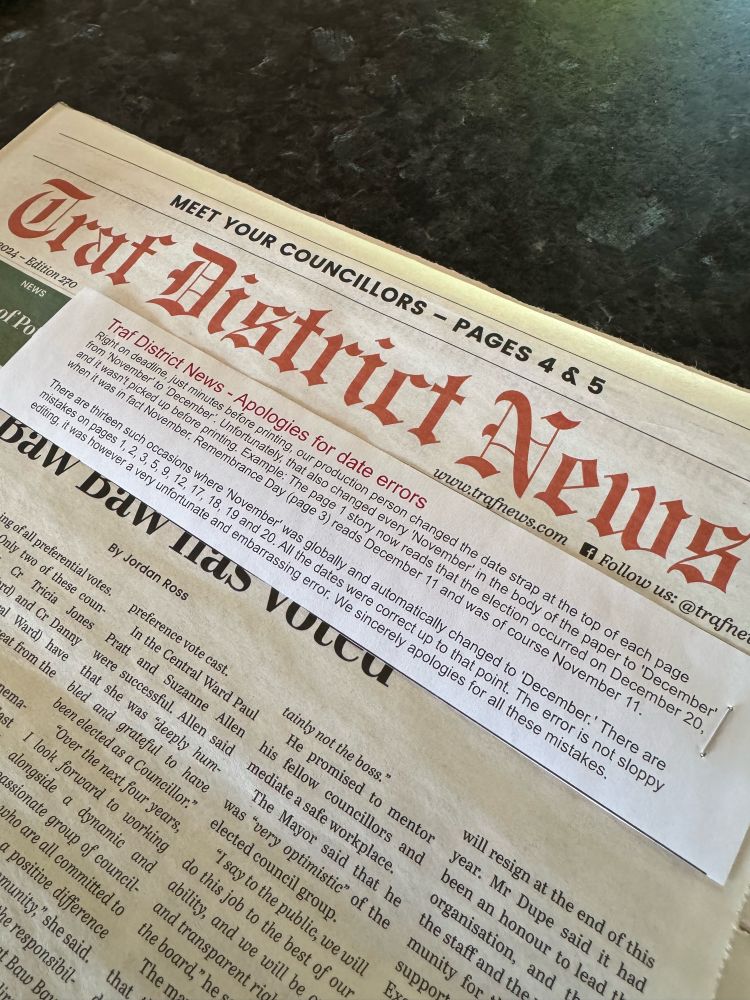 MEET YOUR COUNCILLORS – PAGES 4 & 5
Traf District News
2024 – Edition 270
www.trafnews.com Follow us: @trafne
NEWS
of Po
Traf District News - Apologies for date errors
Right on deadline, just minutes before printing, our production person changed the date strap at the top of each page
from 'November' to 'December'. Unfortunately, that also changed every 'November' in the body of the paper to 'December'
and it wasn't picked up before printing. Example: The page 1 story now reads that the election occurred on December 20,
when it was in fact November. Remembrance Day (page 3) reads December 11 and was of course November 11.
There are thirteen such occasions where 'November' was globally and automatically changed to 'December.' There are
mistakes on pages 1, 2, 3, 5, 9 12, 17, 18, 19 and 20. All the dates were correct up to that point. The error is not sloppy
editing, it was however a very unfortunate and embarrassing error. We sincerely apologies for all these mistakes.
Baw Baw has voted
By Jordan Ross
ing of all preferential votes.
Only two of these coun-
Cr Tricia Jones
ard) and Cr Danny
al Ward) have
eat from the
nema-
preference vote cast.
In the Central Ward Paul
Pratt and Suzanne Allen
were successful. Allen said
that she was "deeply hum-
bled and grateful to have
been elected as a Councillor."
"Over the next four years,
I look forward to working
alongside a dynamic and
passionate group of council-
who are all committed to
a positive difference
munity," she said.
the responsibil-
Baw Baw
that
tainly not the boss."
He promised to mentor
his fellow councillors and
mediate a safe workplace.
The Mayor said that he
was "very optimistic" of the
elected council group.
"I say to the public, we will
do this job to the best of our
ability, and we will be
and transparent
the board," he
The
will resign at the end of this
year. Mr Dupe said it had
been an honour to lead
organisation, and
the staff and the
munity for
support